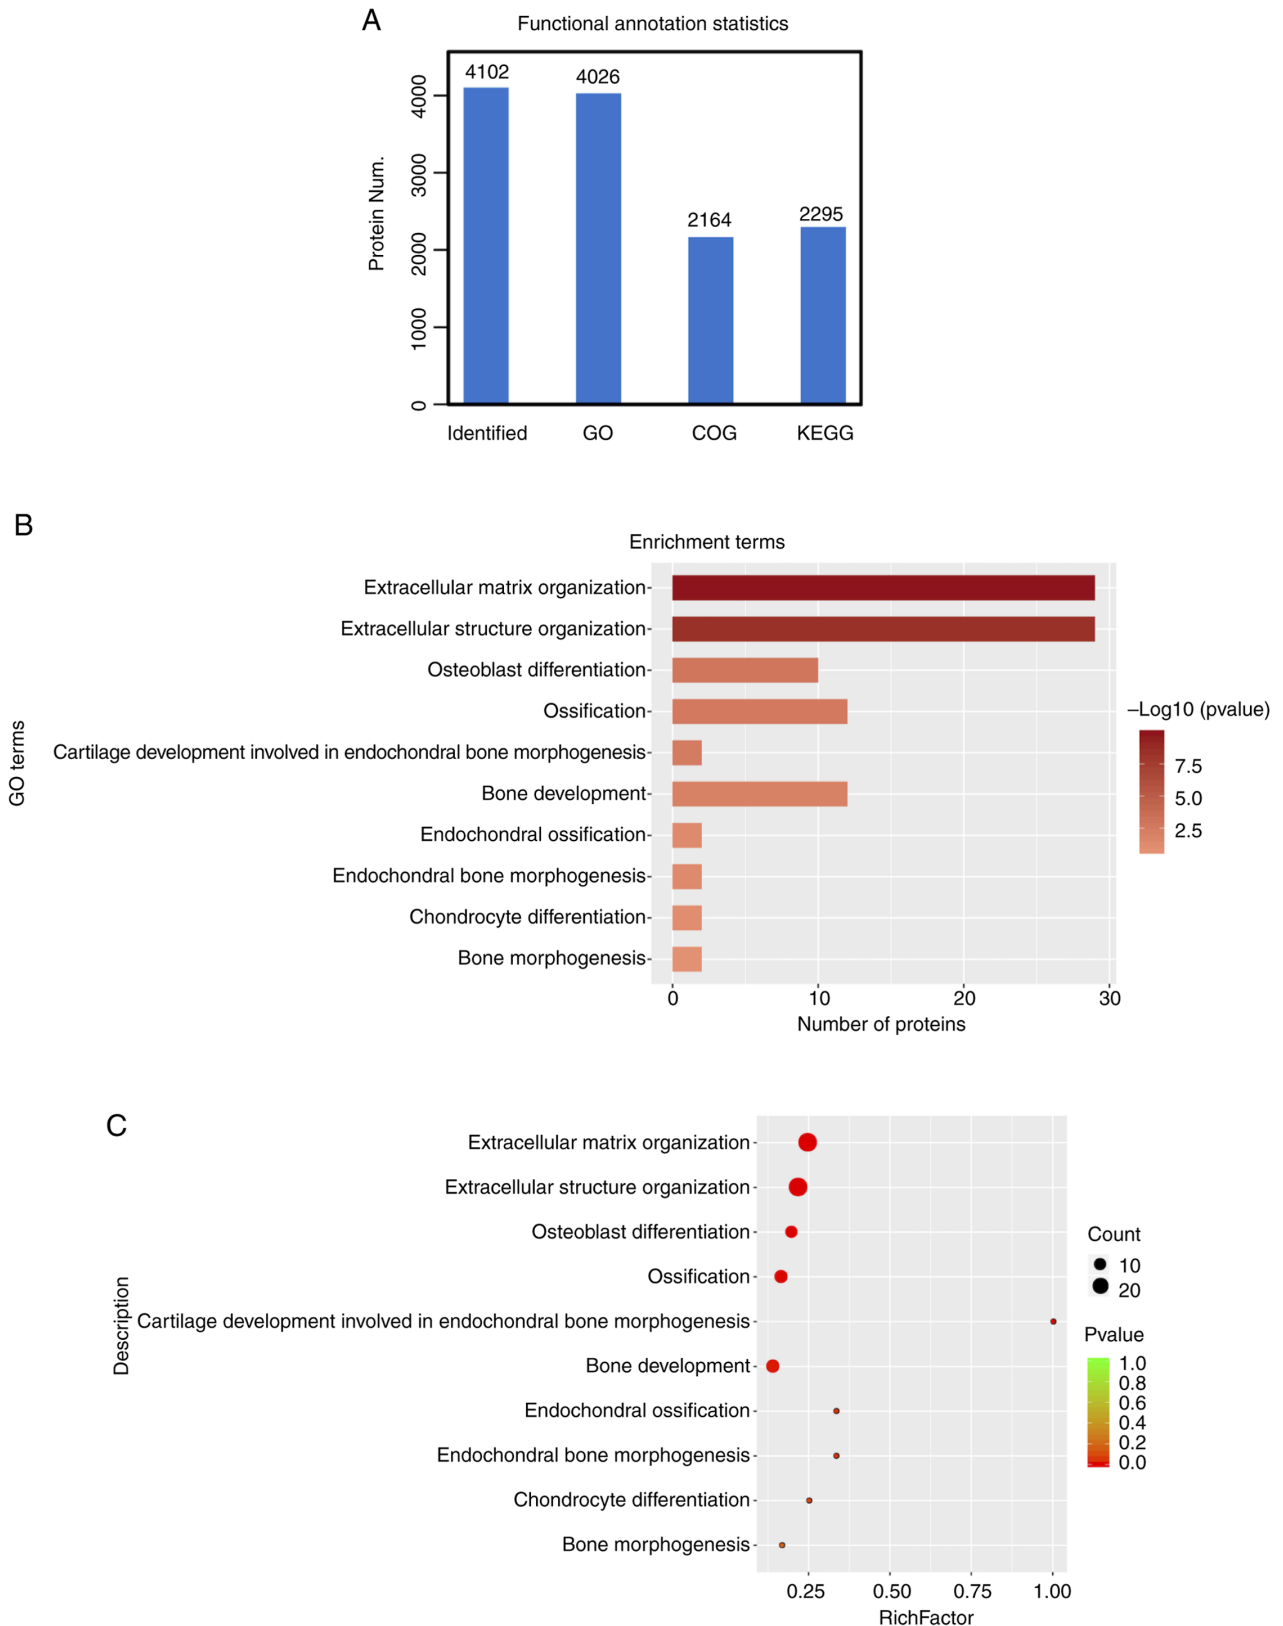 A
Functional annotation statistics
4102
4026
2164
2295
Protein Num.
4000
3000
2000
1000
0
Identified
GO
COG
KEGG
B
Enrichment terms
GO terms
Extracellular matrix organization
Extracellular structure organization
Osteoblast differentiation
Ossification
Cartilage development involved in endochondral bone morphogenesis
Bone development
Endochondral ossification
Endochondral bone morphogenesis
Chondrocyte differentiation
Bone morphogenesis
0
10
20
30
Number of proteins
–Log10 (pvalue)
7.5
5.0
2.5
C
Description
Extracellular matrix organization
Extracellular structure organization
Osteoblast differentiation
Ossification
Cartilage development involved in endochondral bone morphogenesis
Bone development
Endochondral ossification
Endochondral bone morphogenesis
Chondrocyte differentiation
Bone morphogenesis
0.25
0.50
0.75
1.00
RichFactor
Count
10
20
Pvalue
1.0
0.8
0.6
0.4
0.2
0.0